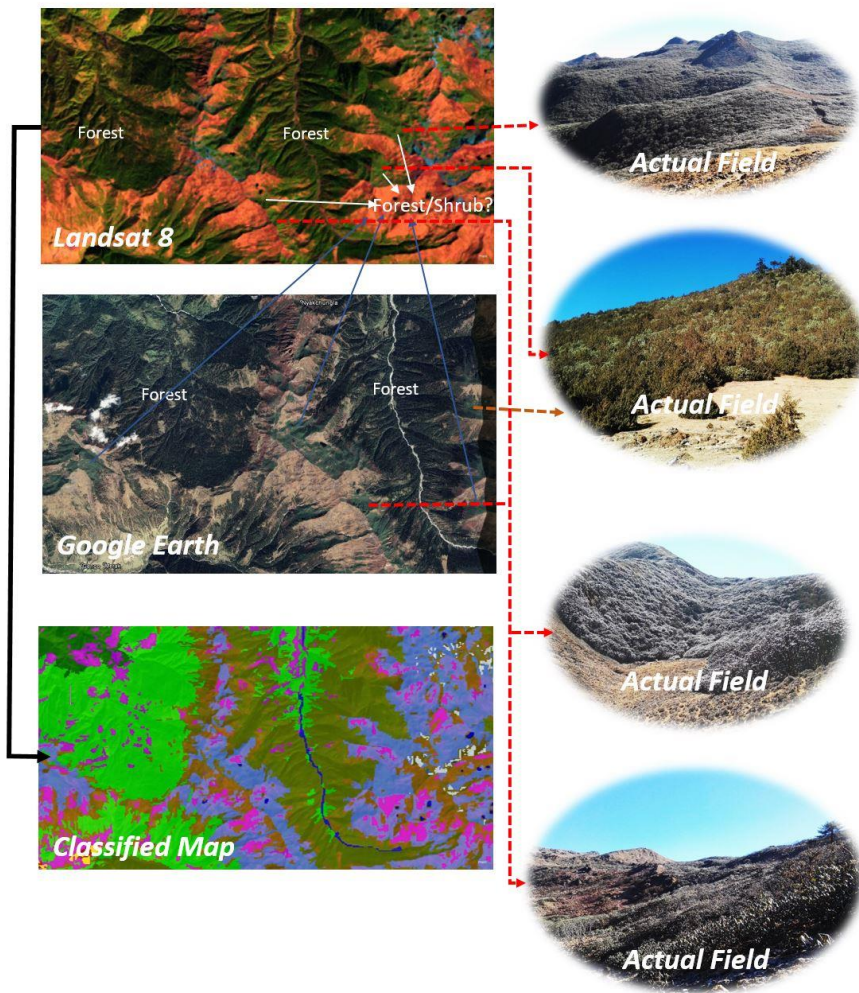 Forest
Forest
Forest/Shrub?
Landsat 8
Actual Field
Forest
Forest
Google Earth
Actual Field
Actual Field
Classified Map
Actual Field